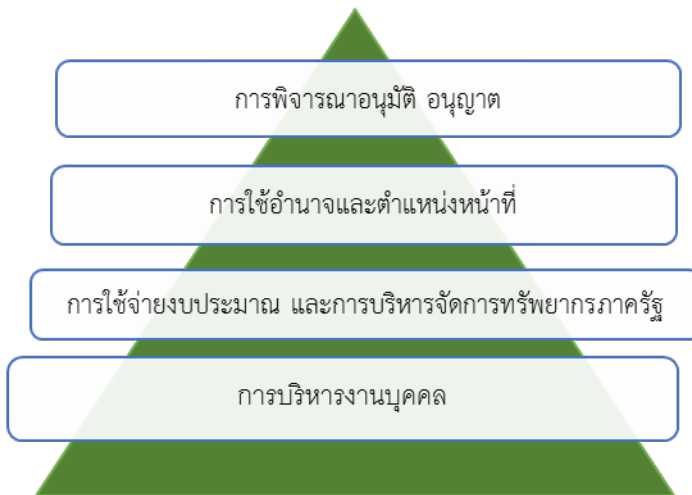 การพิจารณาอนุมัติ อนุญาต
การใช้อำนาจและตำแหน่งหน้าที่
การใช้จ่ายงบประมาณ และการบริหารจัดการทรัพยากรภาครัฐ
การบริหารงานบุคคล